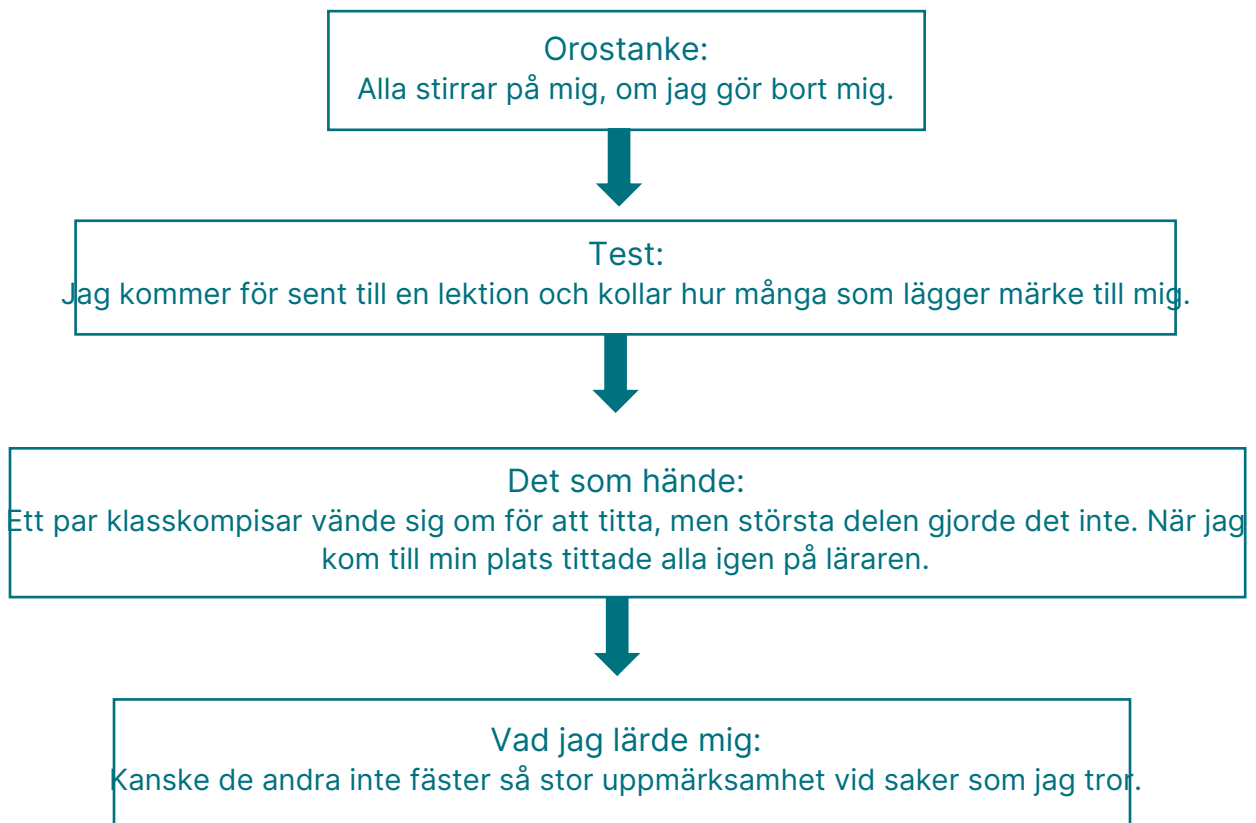 Orostanke:
Alla stirrar på mig, om jag gör bort mig.
Test:
Jag kommer för sent till en lektion och kollar hur många som lägger märke till mig.
Det som hände:
Ett par klasskompisar vände sig om för att titta, men största delen gjorde det inte. När jag
kom till min plats tittade alla igen på läraren.
Vad jag lärde mig:
Kanske de andra inte fäster så stor uppmärksamhet vid saker som jag tror.